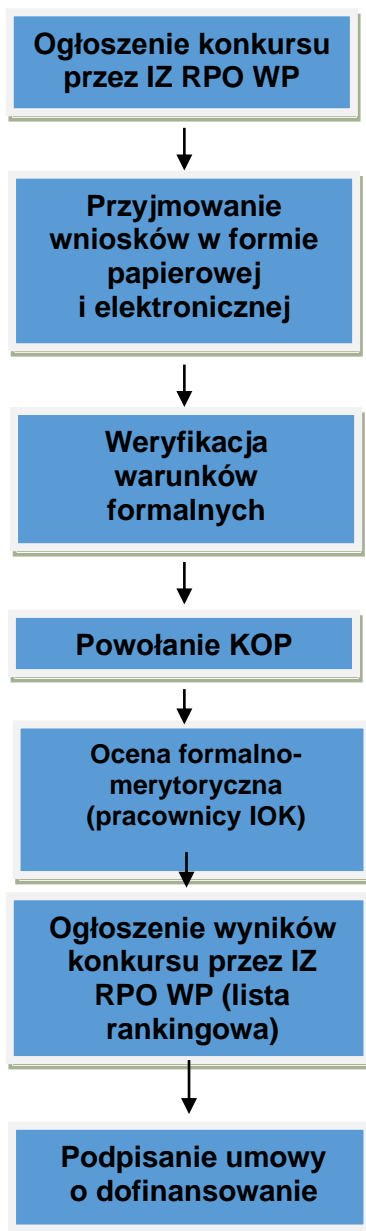 Ogłoszenie konkursu
przez IZ RPO WP
Przyjmowanie
wniosków w formie
papierowej
i elektronicznej
Weryfikacja
warunków
formalnych
Powołanie KOP
Ocena formalno-
merytoryczna
(pracownicy IOK)
Ogłoszenie wyników
konkursu przez IZ
RPO WP (lista
rankingowa)
Podpisanie umowy
o dofinansowanie